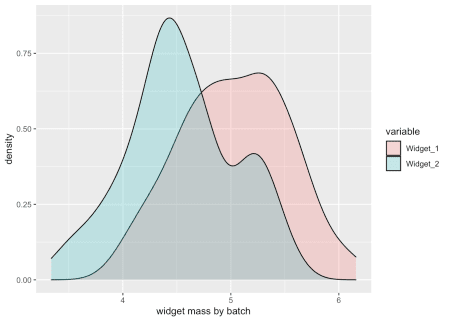 0.75
0.50
0.25
0.00
density
4
5
6
widget mass by batch
variable
Widget_1
Widget_2